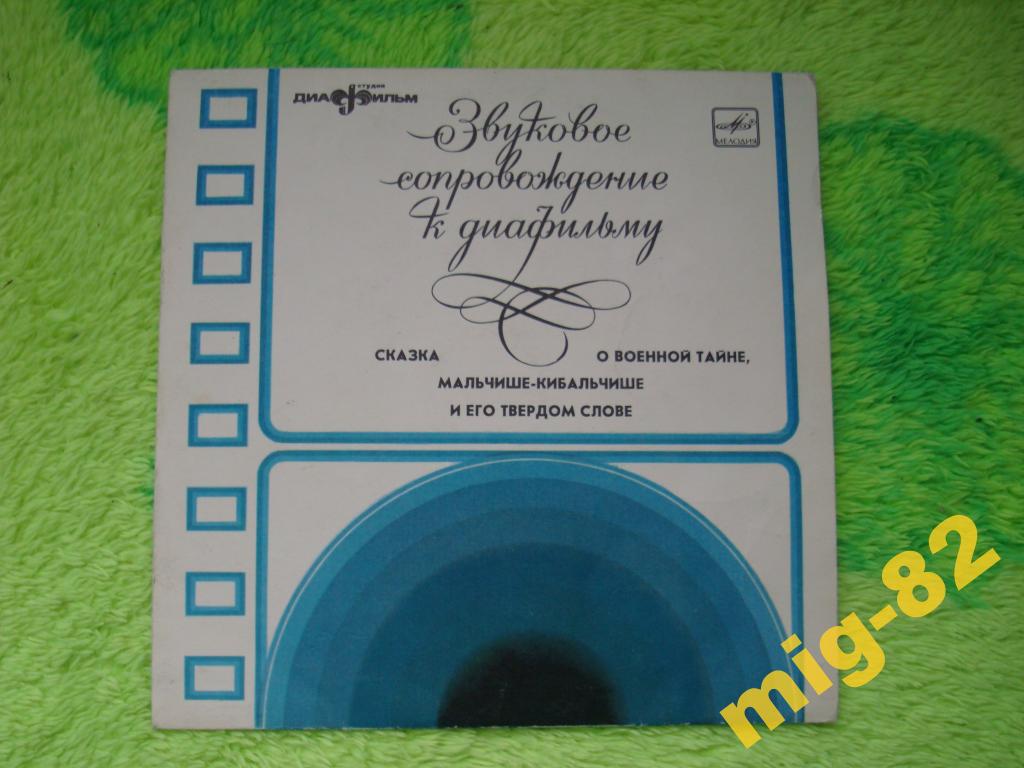 студия
ДИАФИЛЬМ
Звуковое
сопровождение
к диафильму
МЕЛОДИЯ
СКАЗКА О ВОЕННОЙ ТАЙНЕ,
МАЛЬЧИШЕ-КИБАЛЬЧИШЕ
И ЕГО ТВЕРДОМ СЛОВЕ
mig-82